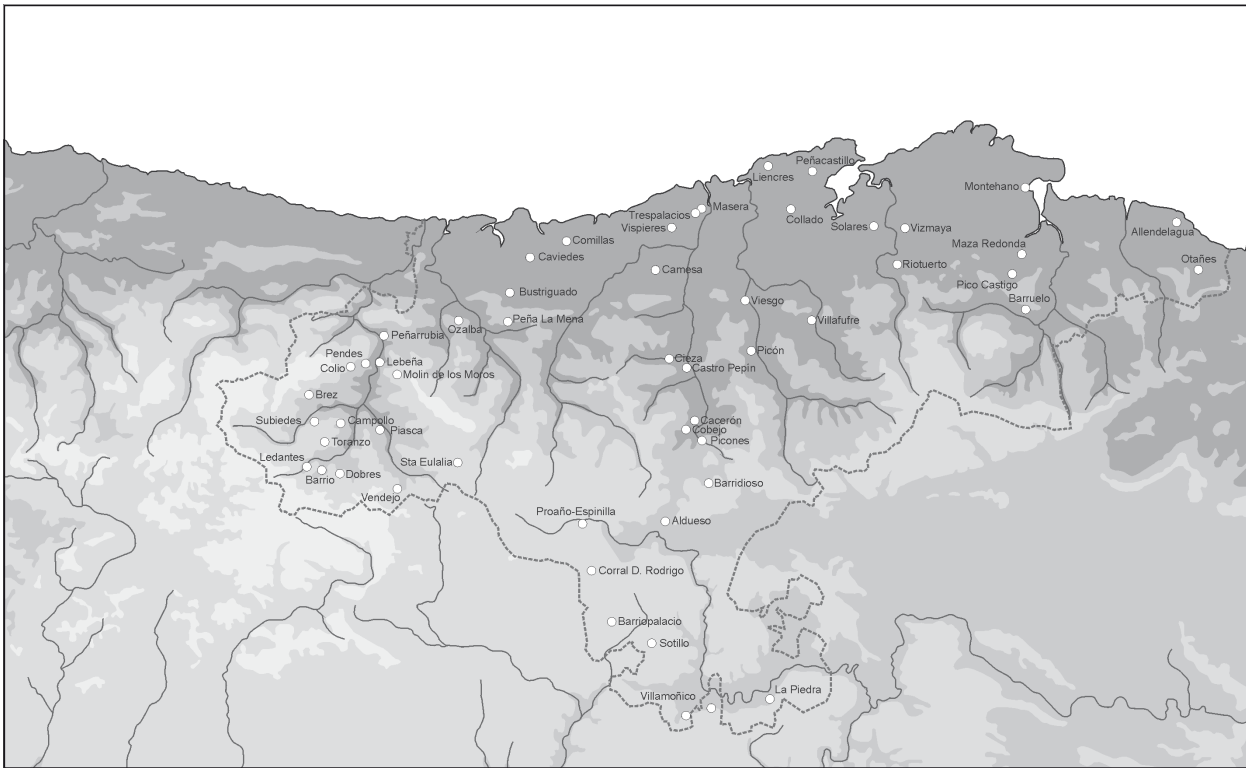 Peñacastillo
Liencres
Montehano
Masera
Trespalacios
Collado
Vispieres
Solares
Vizmaya
Allendelagua
Comillas
Maza Redonda
Caviedes
Otañes
Riotuerto
Camesa
Pico Castigo
Bustriguado
Barruelo
Viesgo
Peña La Mena
Villafufre
Ozalba
Peñarrubia
Picón
Pendes
Cieza
Lebeña
Colio
Castro Pepín
Molin de los Moros
Brez
Subiedes
Campollo
Cacerón
Piasca
Cobejo
Toranzo
Picones
Ledantes
Sta Eulalia
Barrio
Dobres
Barridioso
Vendejo
Proaño-Espinilla
Aldueso
Corral D. Rodrigo
Barriopalacio
Sotillo
La Piedra
Villamoñico